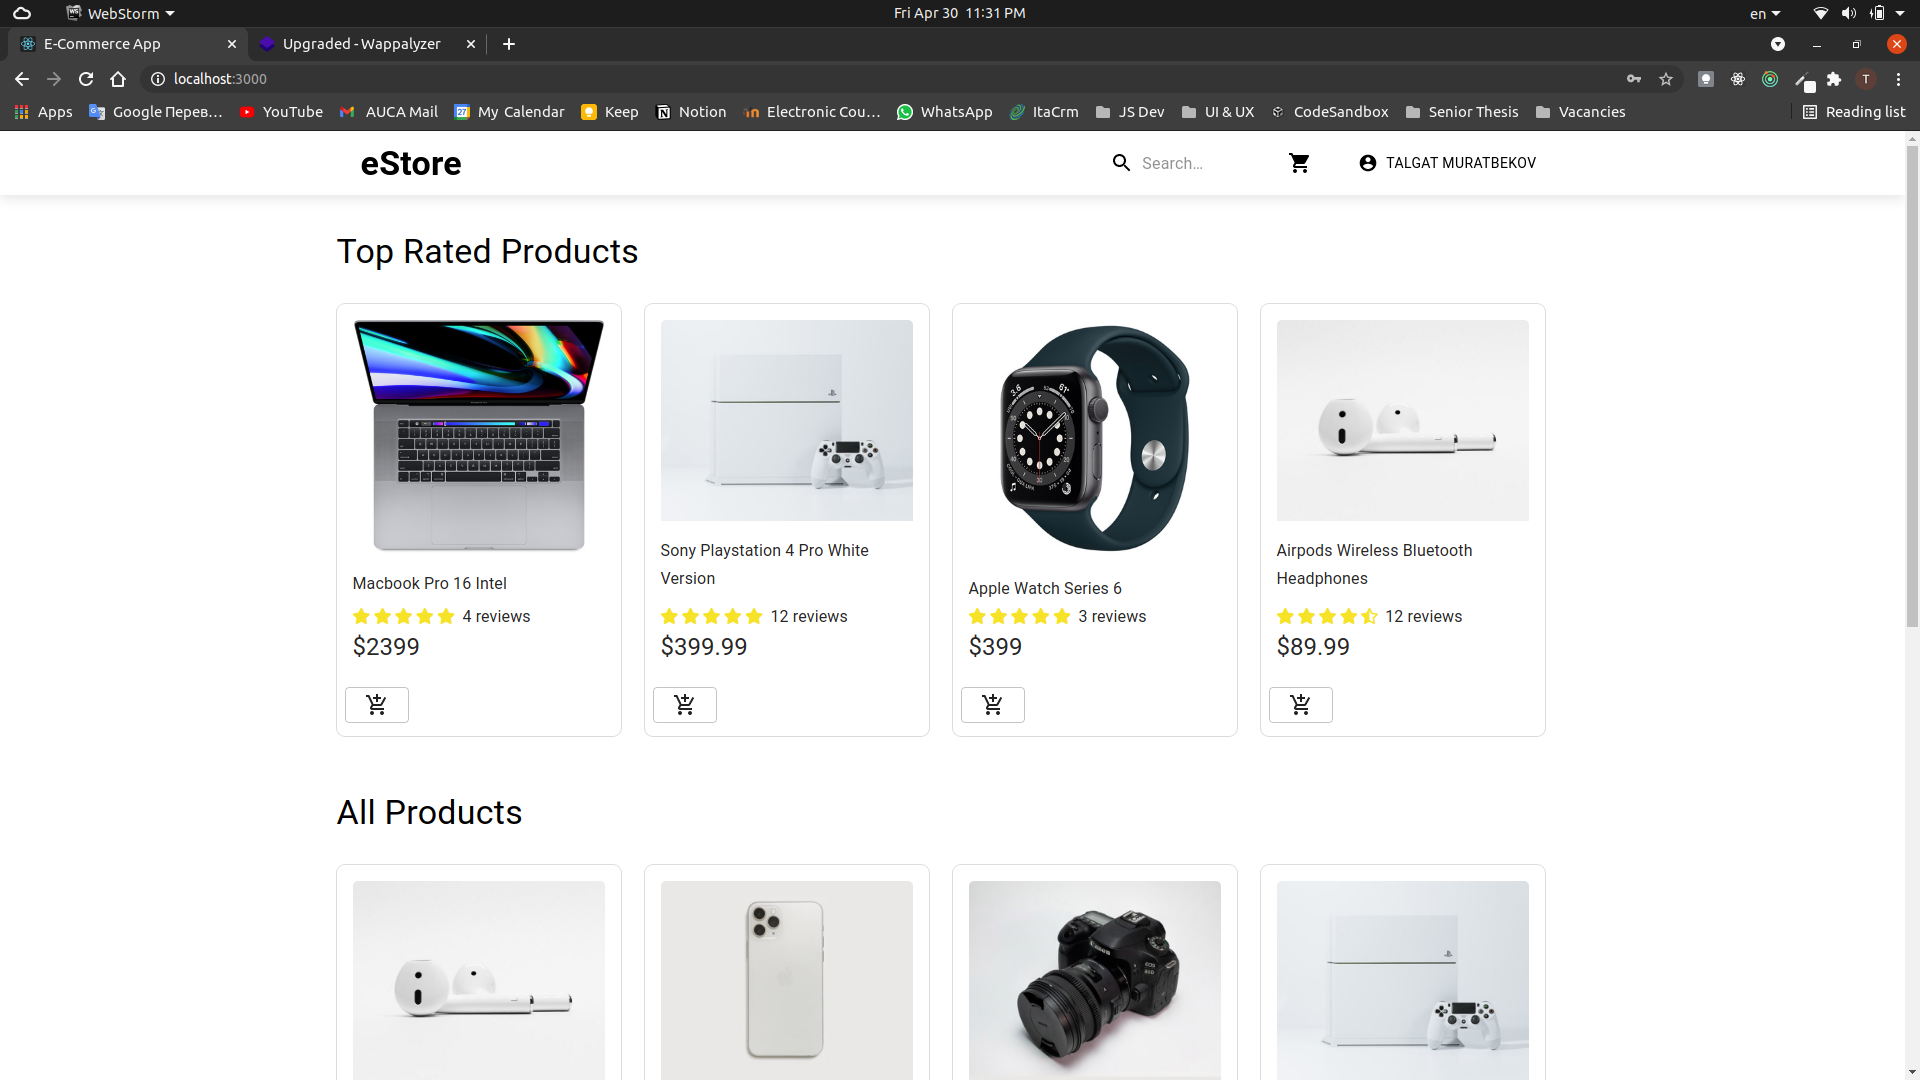 WebStorm
Fri Apr 30 11:31 PM
en
E-Commerce App
Upgraded - Wappalyzer
localhost:3000
T
Apps
Google Перев...
YouTube
AUCA Mail
My Calendar
Keep
Notion
Electronic Cou...
WhatsApp
ItaCrm
JS Dev
UI & UX
CodeSandbox
Senior Thesis
Vacancies
Reading list
eStore
Search...
TALGAT MURATBEKOV
Top Rated Products
Macbook Pro 16 Intel
4 reviews
$2399
Sony Playstation 4 Pro White
Version
12 reviews
$399.99
Apple Watch Series 6
3 reviews
$399
Airpods Wireless Bluetooth
Headphones
12 reviews
$89.99
All Products